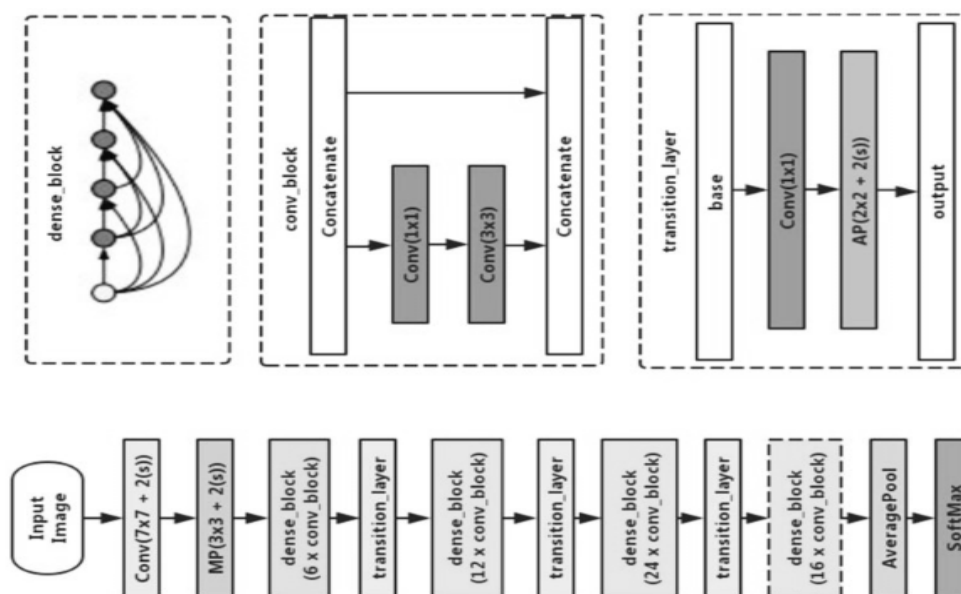 dense_block
conv_block
Concatenate
Conv(1x1)
Conv(3x3)
Concatenate
transition_layer
base
Conv(1x1)
AP(2x2 + 2(s))
output
Input
Image
Conv(7x7 + 2(s))
MP(3x3 + 2(s))
dense_block
(6 x conv_block)
transition_layer
dense_block
(12 x conv_block)
transition_layer
dense_block
(24 x conv_block)
transition_layer
dense_block
(16 x conv_block)
AveragePool
SoftMax